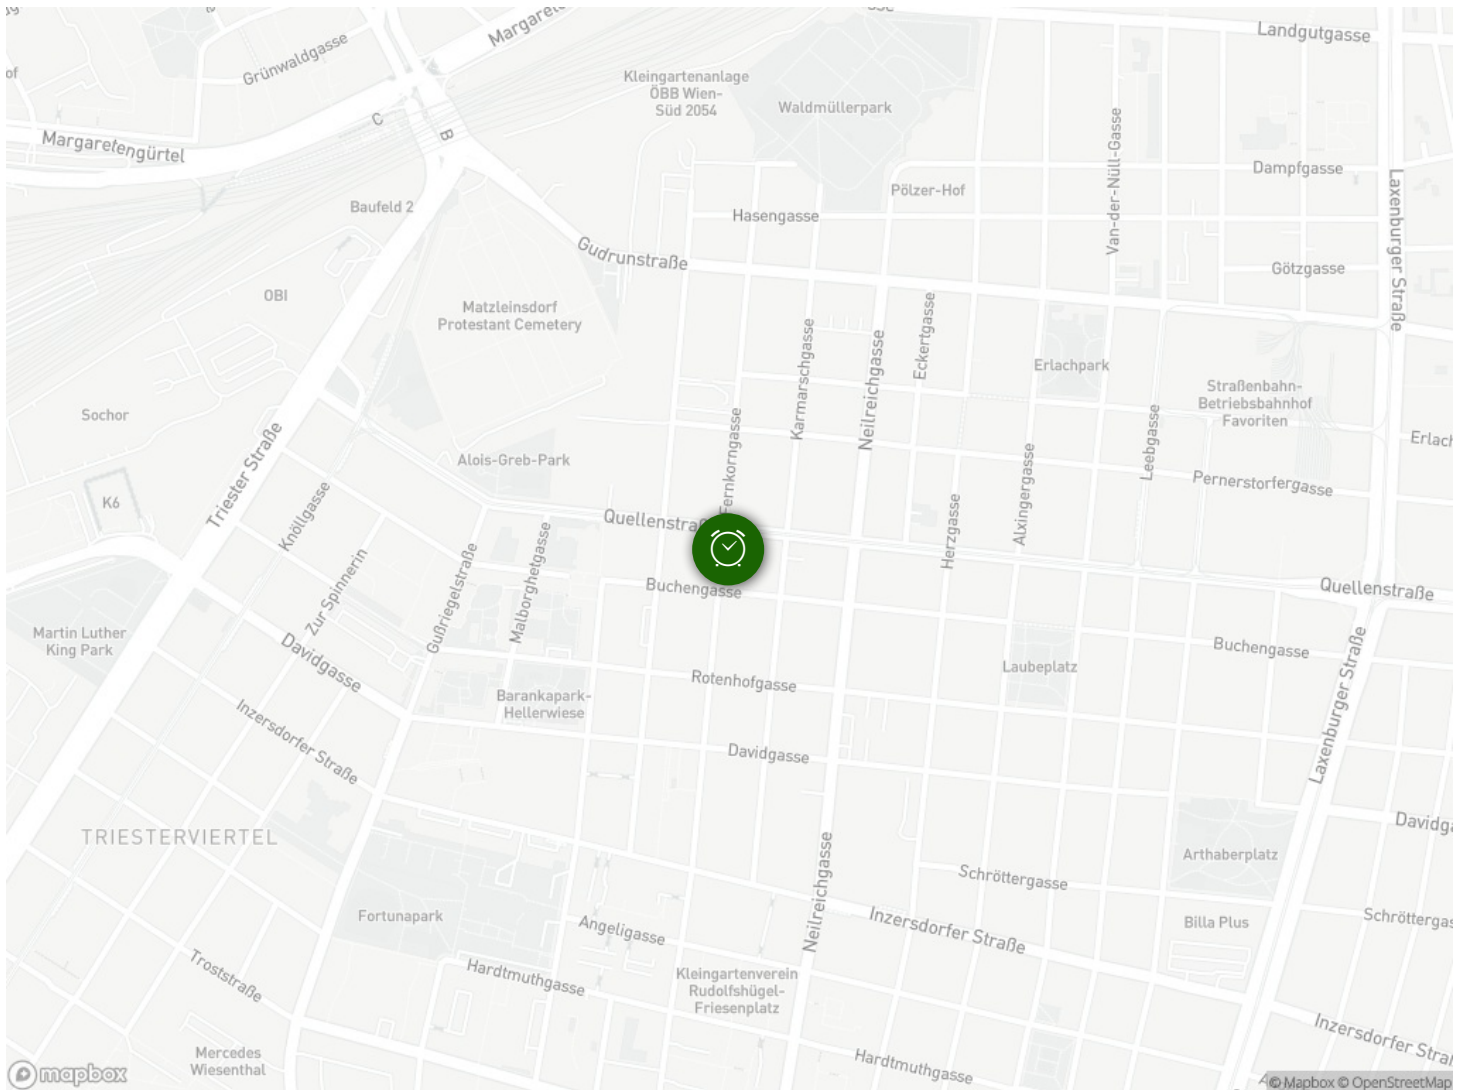 Landgutgasse
Margareten
Grünwaldgasse
Kleingartenanlage
ÖBB Wien-
Süd 2054
Waldmüllerpark
C
B
Margaretengürtel
Van-der-Nüll-Gasse
Dampfgasse
Pölzer-Hof
Baufeld 2
Hasengasse
Laxenburger Straße
Gudrunstraße
Götzgasse
OBI
Matzleinsdorf
Protestant Cemetery
Karmarschgasse
Neilreichgasse
Eckertgasse
Erlachpark
Straßenbahn-
Betriebsbahnhof
Favoriten
Sochor
Fernkorngasse
Leebgasse
Erlach
Triester Straße
Alois-Greb-Park
Alxingergasse
Pernerstorfergasse
K6
Knöllgasse
Herzgasse
Quellenstraß
Malborghetgasse
Gußriegelstraße
Zur Spinnerin
Buchengasse
Quellenstraße
Martin Luther
King Park
Davidgasse
Buchengasse
Laubeplatz
Rotenhofgasse
Barankapark-
Hellerwiese
Laxenburger Straße
Inzersdorfer Straße
Davidgasse
TRIESTERVIERTEL
Davidga
Neilreichgasse
Arthaberplatz
Schröttergasse
Fortunapark
Angeligasse
Inzersdorfer Straße
Billa Plus
Schröttergas
Troststraße
Hardtmuthgasse
Kleingartenverein
Rudolfshügel-
Friesenplatz
Inzersdorfer Straß
Mercedes
Wiesenthal
Hardtmuthgasse
mapbox
© Mapbox © OpenStreetMap